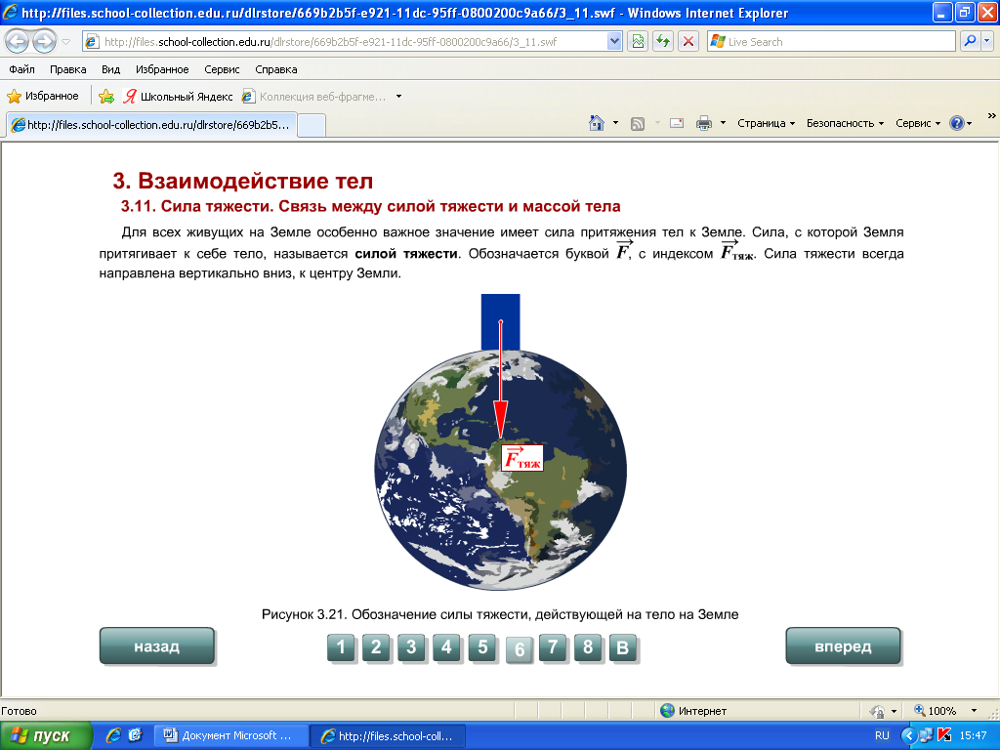 http://files.school-collection.edu.ru/dlrstore/669b2b5f-e921-11dc-95ff-0800200c9a66/3_11.swf - Windows Internet Explorer
http://files.school-collection.edu.ru/dlrstore/669b2b5f-e921-11dc-95ff-0800200c9a66/3_11.swf Live Search
Файл Правка Вид Избранное Сервис Справка
Избранное Школьный Яндекс Коллекция веб-фрагме...
http://files.school-collection.edu.ru/dlrstore/669b2b5... Страница Безопасность Сервис »
3. Взаимодействие тел
3.11. Сила тяжести. Связь между силой тяжести и массой тела
Для всех живущих на Земле особенно важное значение имеет сила притяжения тел к Земле. Сила, с которой Земля
притягивает к себе тело, называется силой тяжести. Обозначается буквой F, с индексом Fтяж. Сила тяжести всегда
направлена вертикально вниз, к центру Земли.
Fтяж
Рисунок 3.21. Обозначение силы тяжести, действующей на тело на Земле
назад 1 2 3 4 5 6 7 8 В вперед
Готово Интернет 100%
пуск Документ Microsoft ... http://files.school-coll... RU 15:47